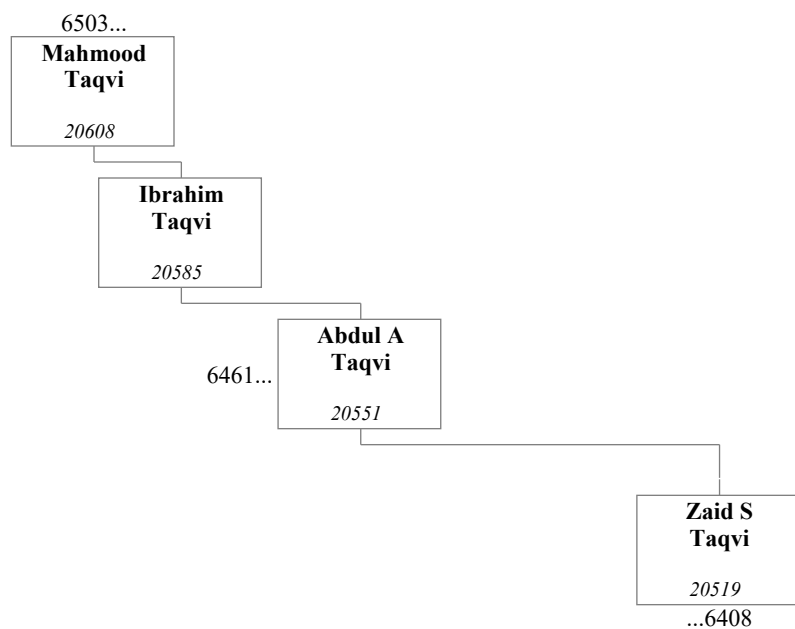 6503...
Mahmood
Taqvi
20608
Ibrahim
Taqvi
20585
Abdul A
Taqvi
6461...
20551
Zaid S
Taqvi
20519
...6408